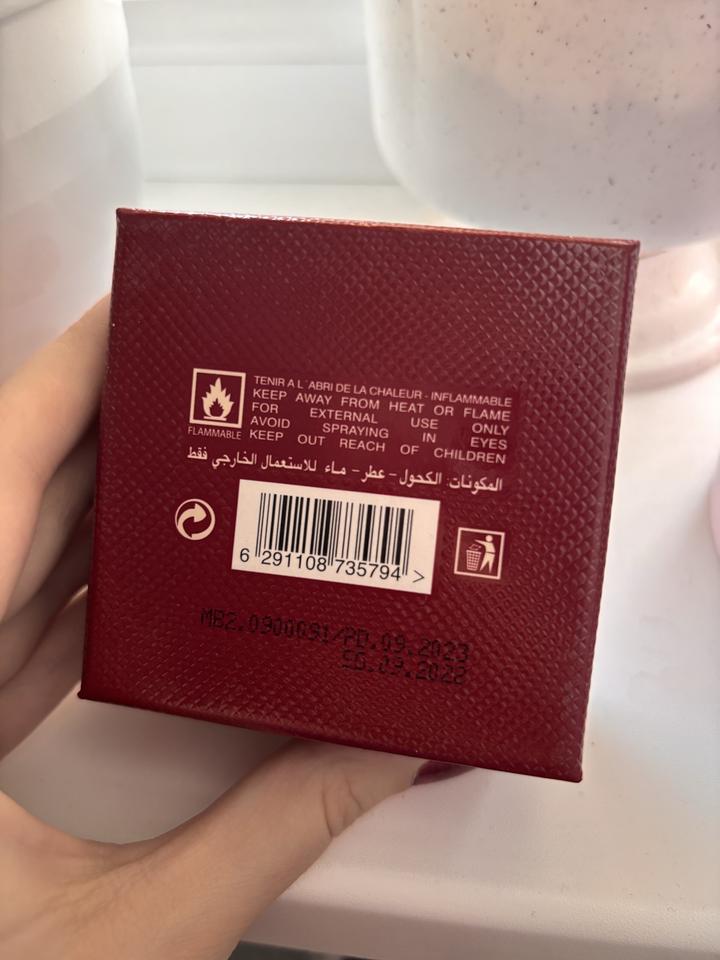 TENIR A L'ABRI DE LA CHALEUR - INFLAMMABLE
KEEP AWAY FROM HEAT OR FLAME
FOR EXTERNAL USE ONLY
AVOID SPRAYING IN EYES
KEEP OUT REACH OF CHILDREN
FLAMMABLE
المكونات: الكحول - عطر - ماء للاستعمال الخارجي فقط
6 291108 735794 >
MB2.0900091/PD.09.2023
09.2022